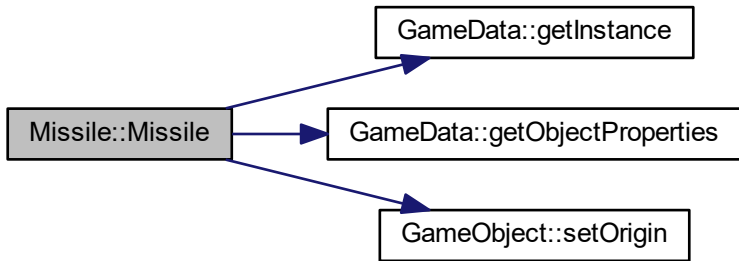 GameData::getInstance
Missile::Missile
GameData::getObjectProperties
GameObject::setOrigin